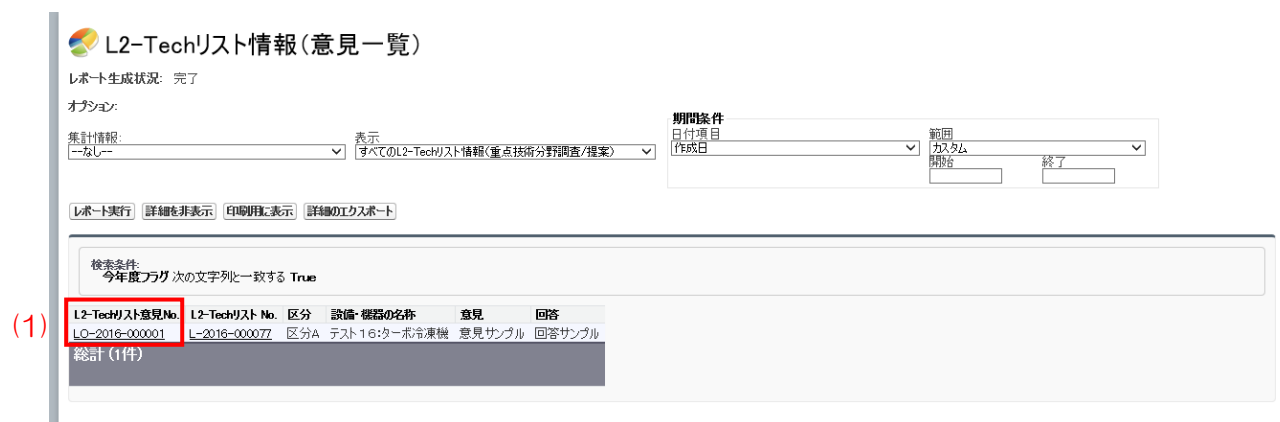 L2-Techリスト情報(意見一覧)
レポート生成状況: 完了
オプション:
集計情報:
--なし--
表示
すべてのL2-Techリスト情報(重点技術分野調査/提案)
期間条件
日付項目
作成日
範囲
カスタム
開始 終了
レポート実行 詳細を非表示 印刷用に表示 詳細のエクスポート
検索条件:
今年度フラグ 次の文字列と一致する True
L2-Techリスト意見No. L2-Techリスト No. 区分 設備・機器の名称 意見 回答
(1)
LO-2016-000001 L-2016-000077 区分A テスト16:ターボ冷凍機 意見サンプル 回答サンプル
総計 (1件)